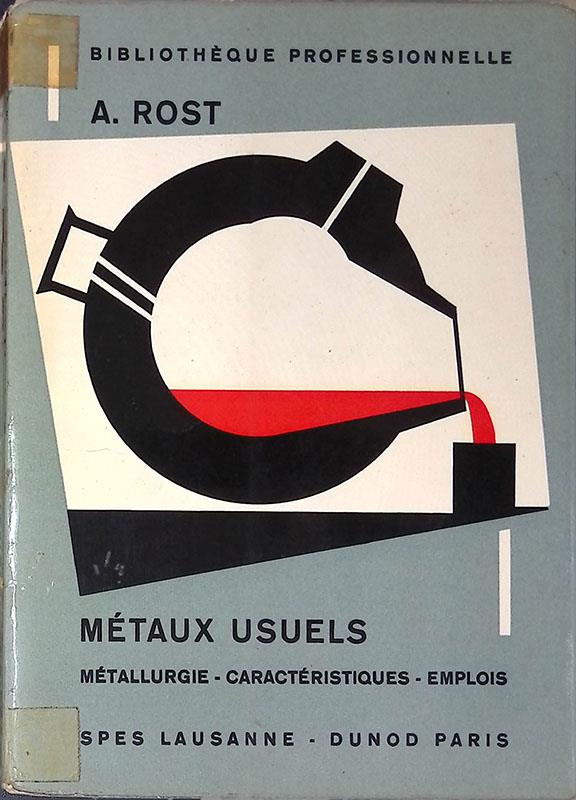 BIBLIOTHÈQUE PROFESSIONNELLE
A. ROST
MÉTAUX USUELS
MÉTALLURGIE - CARACTÉRISTIQUES - EMPLOIS
SPES LAUSANNE - DUNOD PARIS